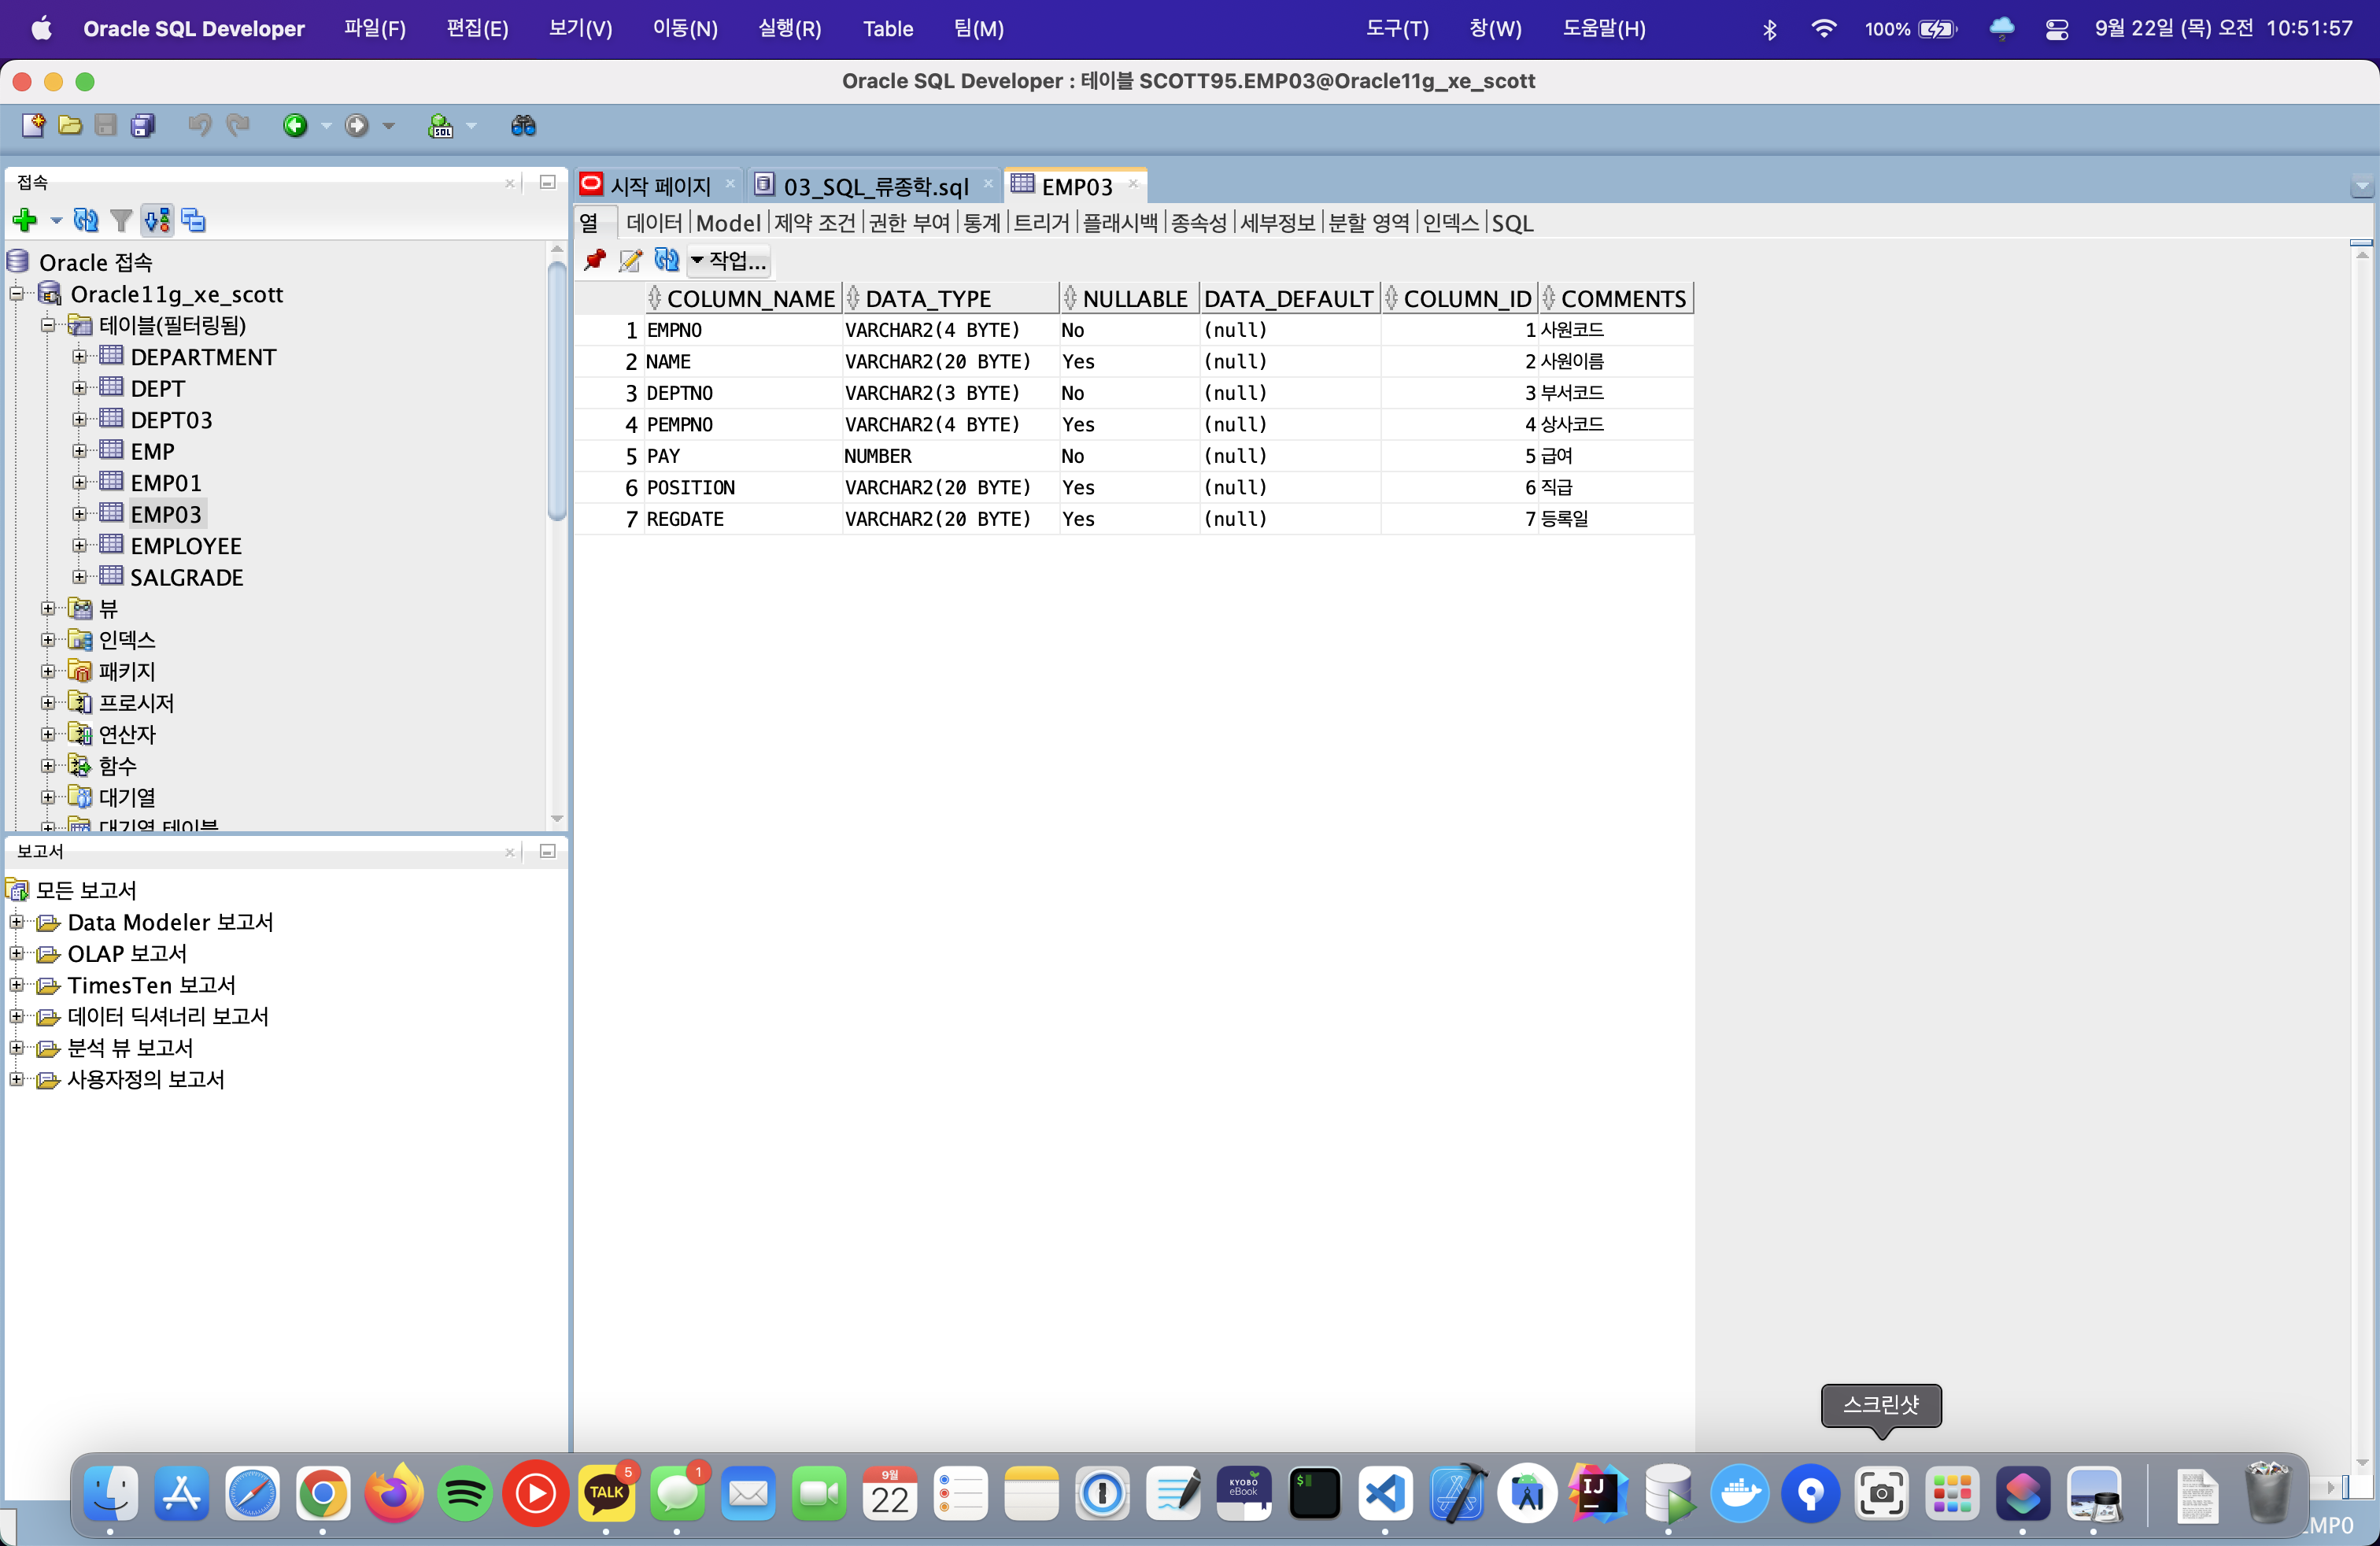 Oracle SQL Developer 파일(F) 편집(E) 보기(V) 이동(N) 실행(R) Table 팀(M) 도구(T) 창(W) 도움말(H) 100% 9월 22일 (목) 오전 10:51:57
Oracle SQL Developer : 테이블 SCOTT95.EMP03@Oracle11g_xe_scott
SQL
접속
Oracle 접속
Oracle11g_xe_scott
테이블(필터링됨)
DEPARTMENT
DEPT
DEPT03
EMP
EMP01
EMP03
EMPLOYEE
SALGRADE
뷰
인덱스
패키지
프로시저
연산자
함수
대기열
대기열 테이블
보고서
모든 보고서
Data Modeler 보고서
OLAP 보고서
TimesTen 보고서
데이터 딕셔너리 보고서
분석 뷰 보고서
사용자정의 보고서
시작 페이지 03_SQL_류종학.sql EMP03
열 데이터 Model 제약 조건 권한 부여 통계 트리거 플래시백 종속성 세부정보 분할 영역 인덱스 SQL
작업...
COLUMN_NAME DATA_TYPE NULLABLE DATA_DEFAULT COLUMN_ID COMMENTS
1 EMPNO VARCHAR2(4 BYTE) No (null) 1 사원코드
2 NAME VARCHAR2(20 BYTE) Yes (null) 2 사원이름
3 DEPTNO VARCHAR2(3 BYTE) No (null) 3 부서코드
4 PEMPNO VARCHAR2(4 BYTE) Yes (null) 4 상사코드
5 PAY NUMBER No (null) 5 급여
6 POSITION VARCHAR2(20 BYTE) Yes (null) 6 직급
7 REGDATE VARCHAR2(20 BYTE) Yes (null) 7 등록일
스크린샷
TALK 5 1 9월 22 KYOBO eBook $ IJ
EMP0